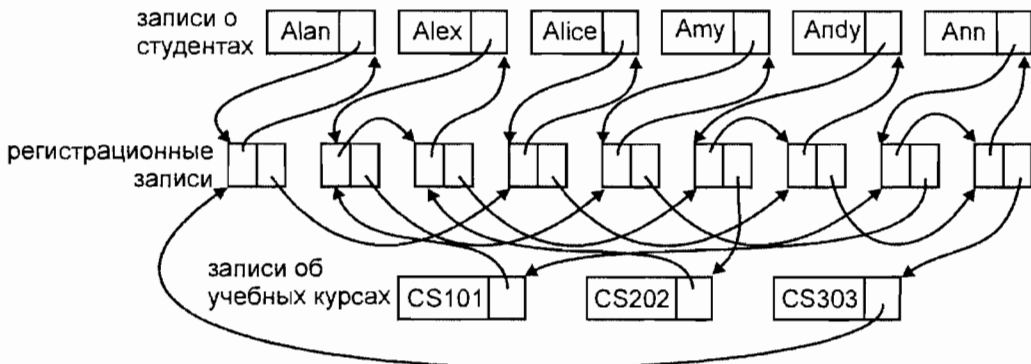 записи о
студентах
Alan Alex Alice Amy Andy Ann
регистрационные
записи
записи об
учебных курсах
CS101 CS202 CS303